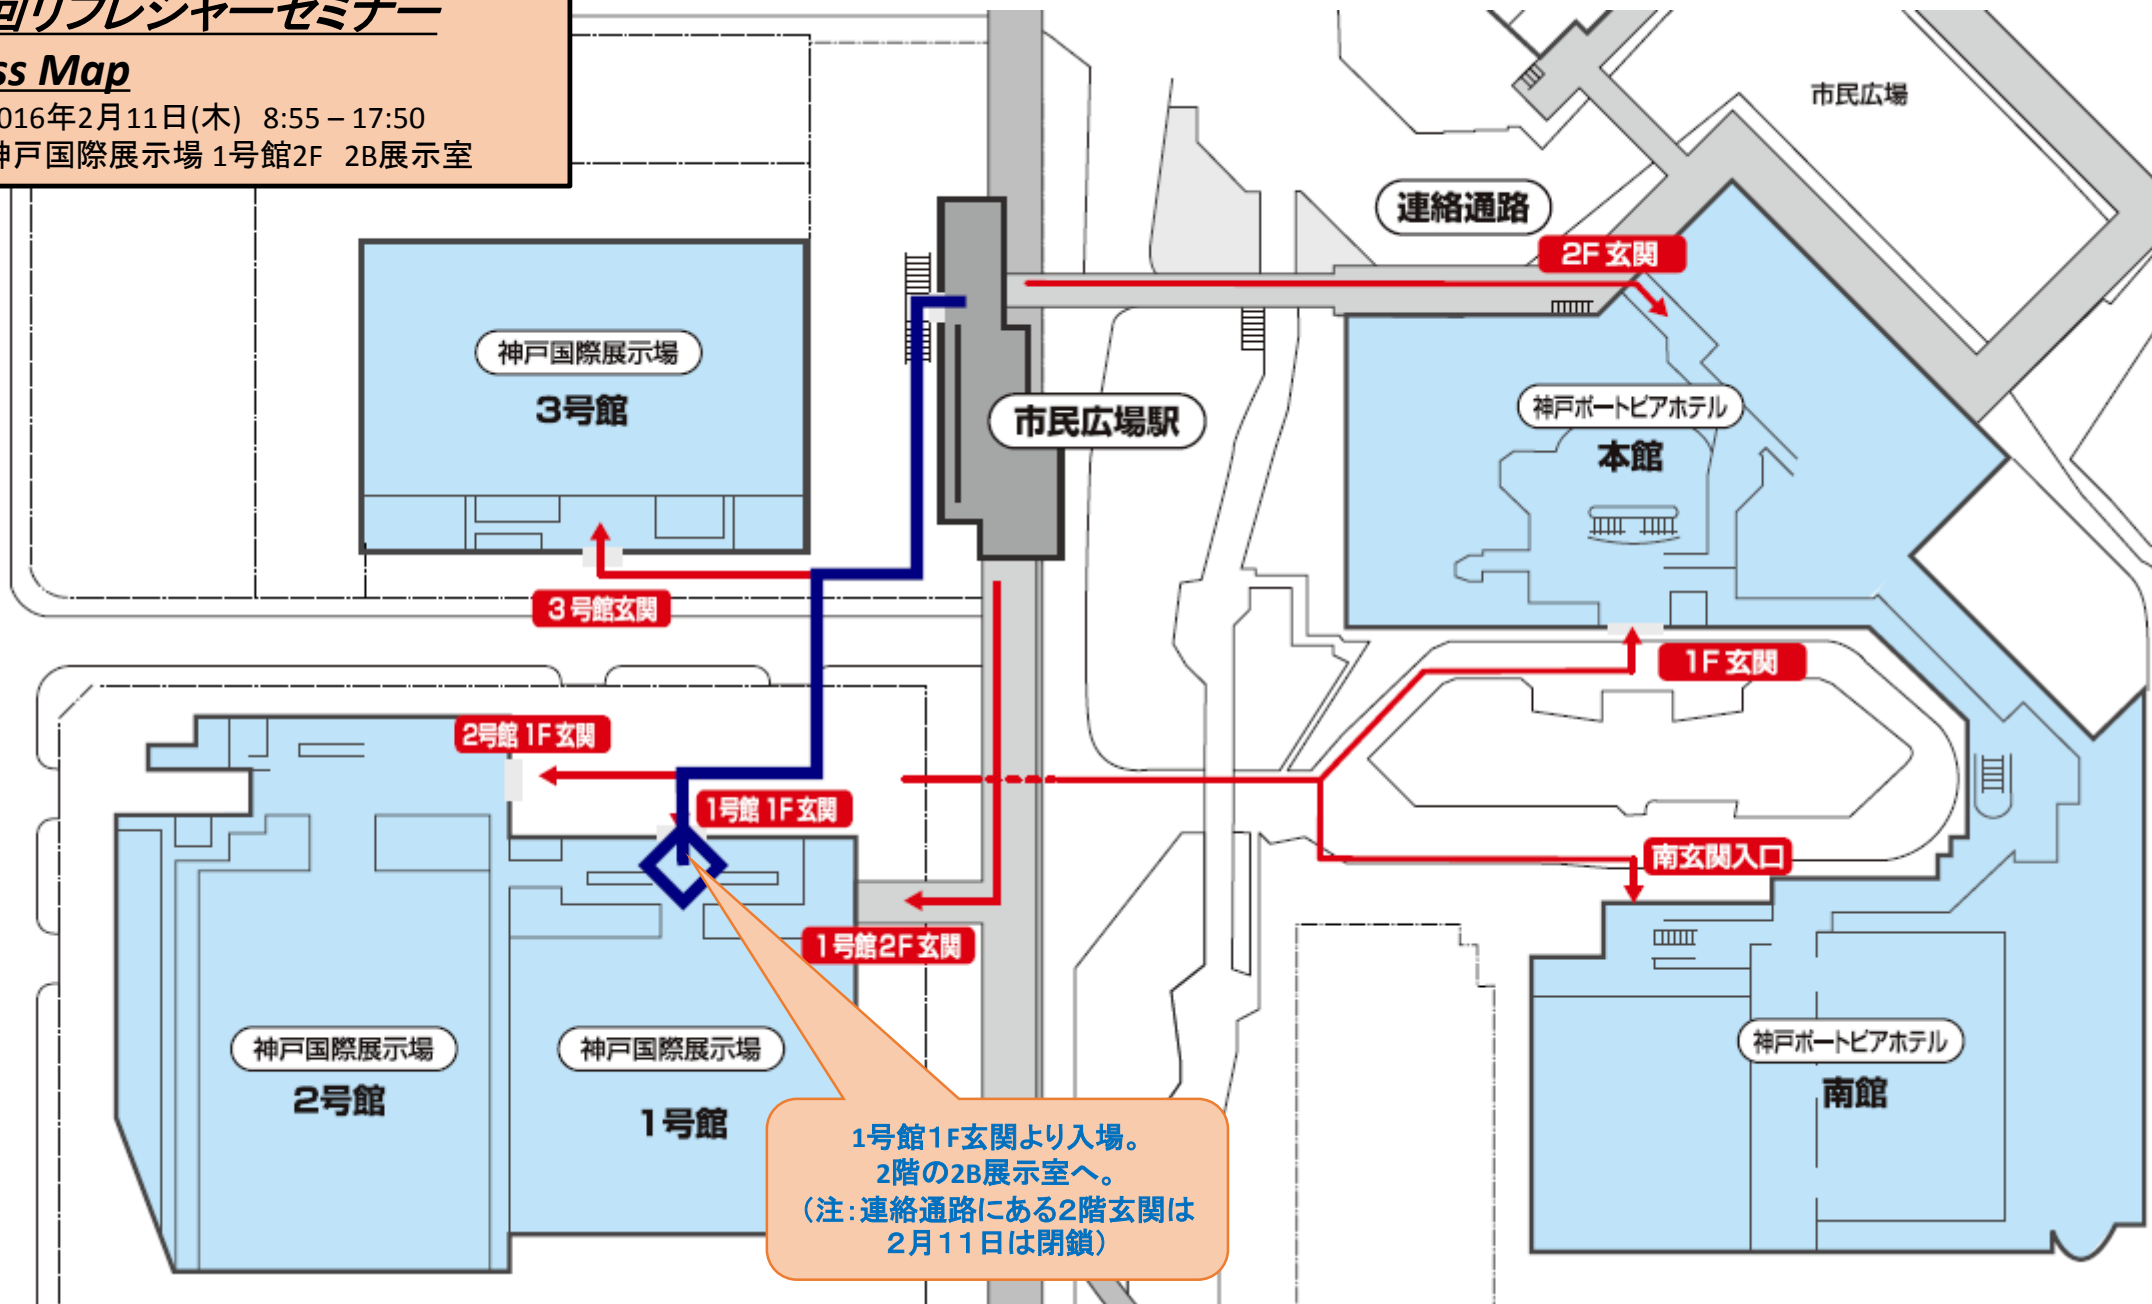 回リフレシャーセミナー
ss Map
016年2月11日(木) 8:55 – 17:50
神戸国際展示場 1号館2F 2B展示室
市民広場
連絡通路
2F 玄関
神戸国際展示場
3号館
市民広場駅
神戸ポートピアホテル
本館
3号館玄関
1F 玄関
2号館 1F 玄関
1号館 1F 玄関
南玄関入口
1号館2F 玄関
神戸国際展示場
2号館
神戸国際展示場
1号館
神戸ポートピアホテル
南館
1号館1F玄関より入場。
2階の2B展示室へ。
（注：連絡通路にある2階玄関は
2月11日は閉鎖）